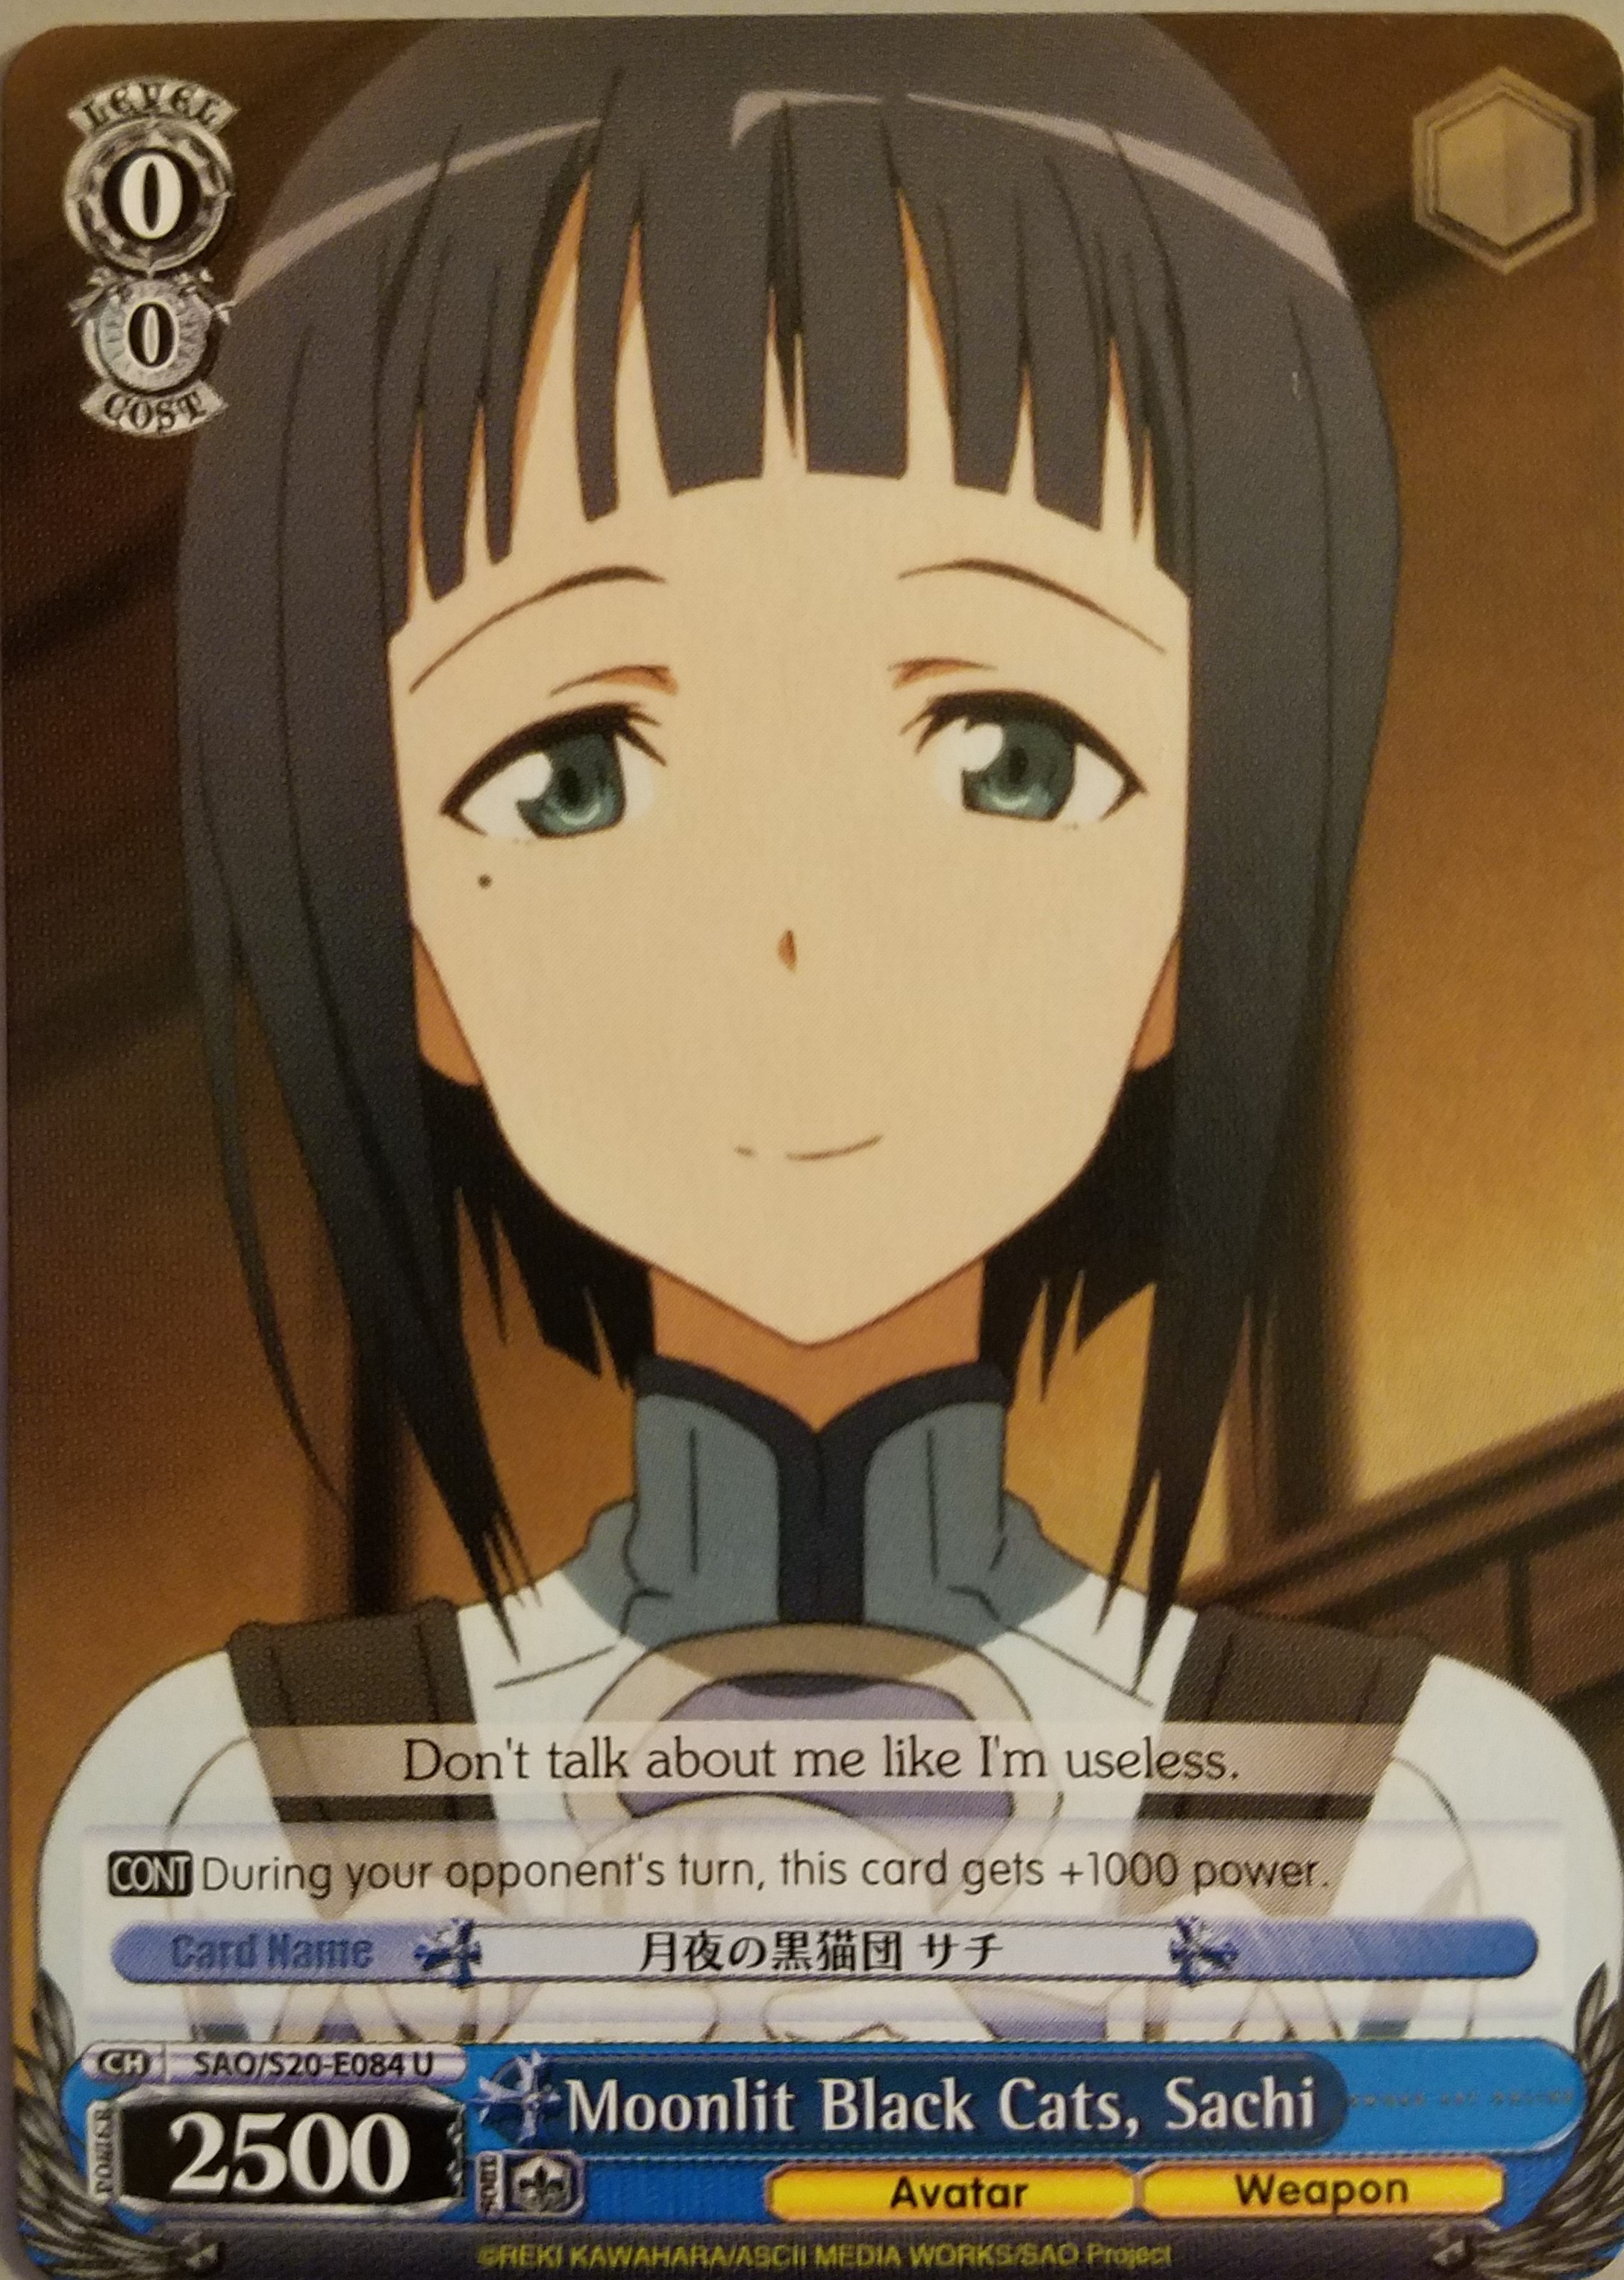 LEVEL
0
0
COST
Don't talk about me like I'm useless.
CONT During your opponent's turn, this card gets +1000 power.
Card Name 月夜の黒猫団 サチ
CH SAO/S20-E084 U
Moonlit Black Cats, Sachi
POWER 2500
SOUL
Avatar Weapon
©REKI KAWAHARA/ASCII MEDIA WORKS/SAO Project